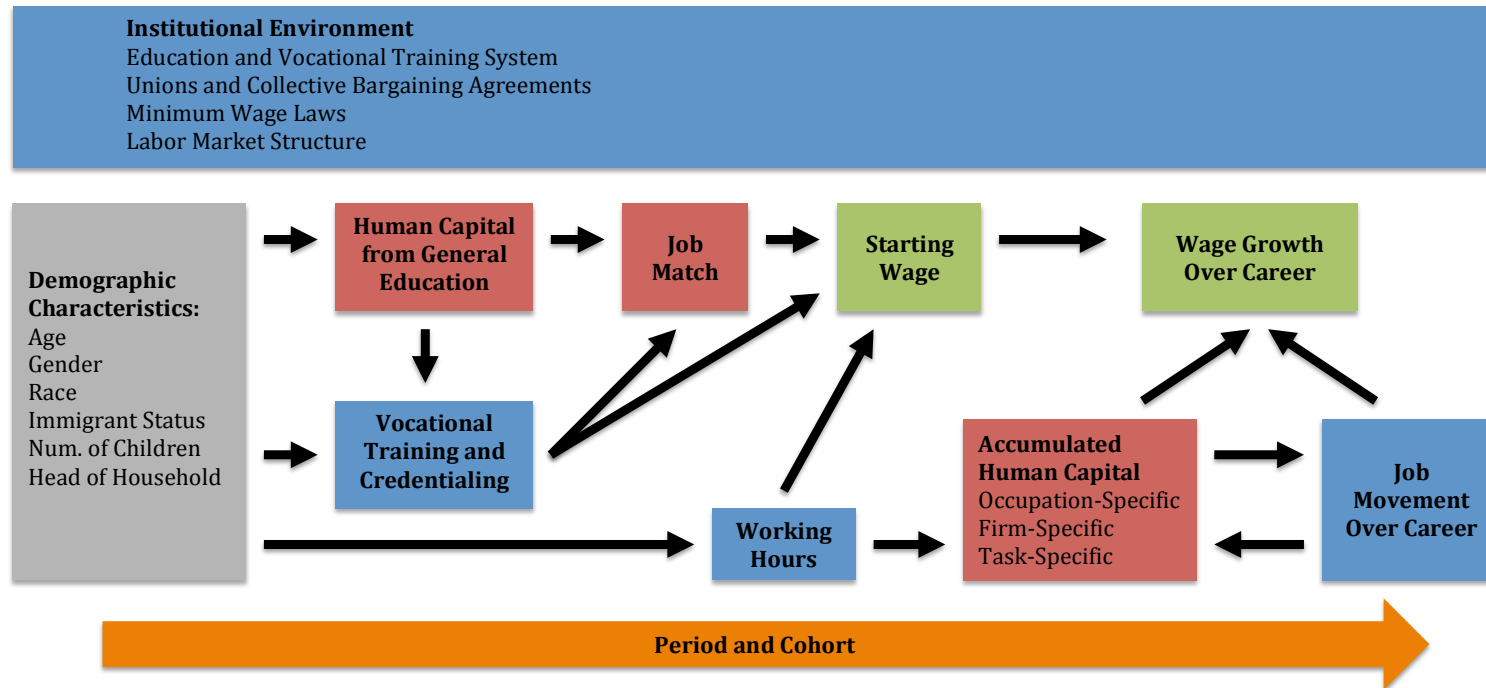 Institutional Environment
Education and Vocational Training System
Unions and Collective Bargaining Agreements
Minimum Wage Laws
Labor Market Structure
Demographic
Characteristics:
Age
Gender
Race
Immigrant Status
Num. of Children
Head of Household
Human Capital
from General
Education
Job
Match
Starting
Wage
Wage Growth
Over Career
Vocational
Training and
Credentialing
Working
Hours
Accumulated
Human Capital
Occupation-Specific
Firm-Specific
Task-Specific
Job
Movement
Over Career
Period and Cohort